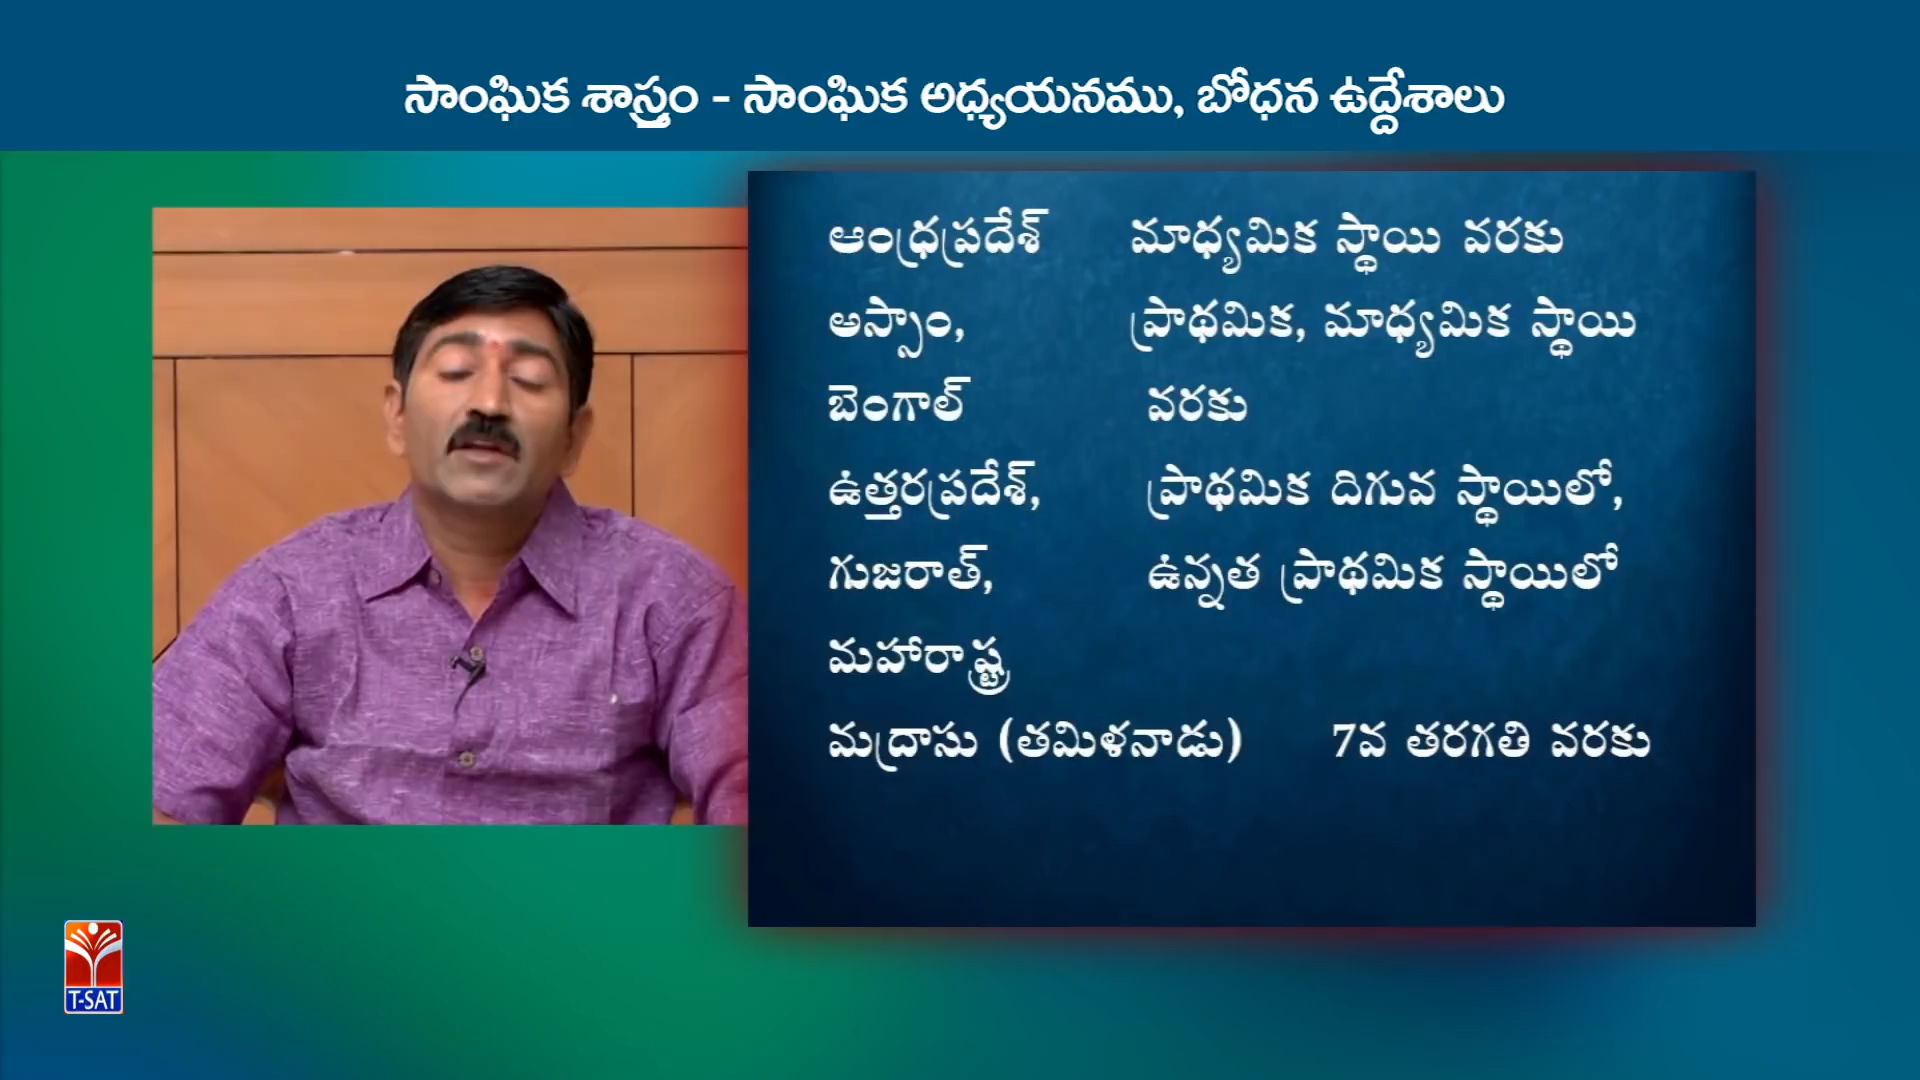 సాంఘిక శాస్త్రం - సాంఘిక అధ్యయనము, బోధన ఉద్దేశాలు
ఆంధ్రప్రదేశ్ మాధ్యమిక స్థాయి వరకు
అస్సాం, ప్రాథమిక, మాధ్యమిక స్థాయి
బెంగాల్ వరకు
ఉత్తరప్రదేశ్, ప్రాథమిక దిగువ స్థాయిలో,
గుజరాత్, ఉన్నత ప్రాథమిక స్థాయిలో
మహారాష్ట్ర
మద్రాసు (తమిళనాడు) 7వ తరగతి వరకు
T-SAT